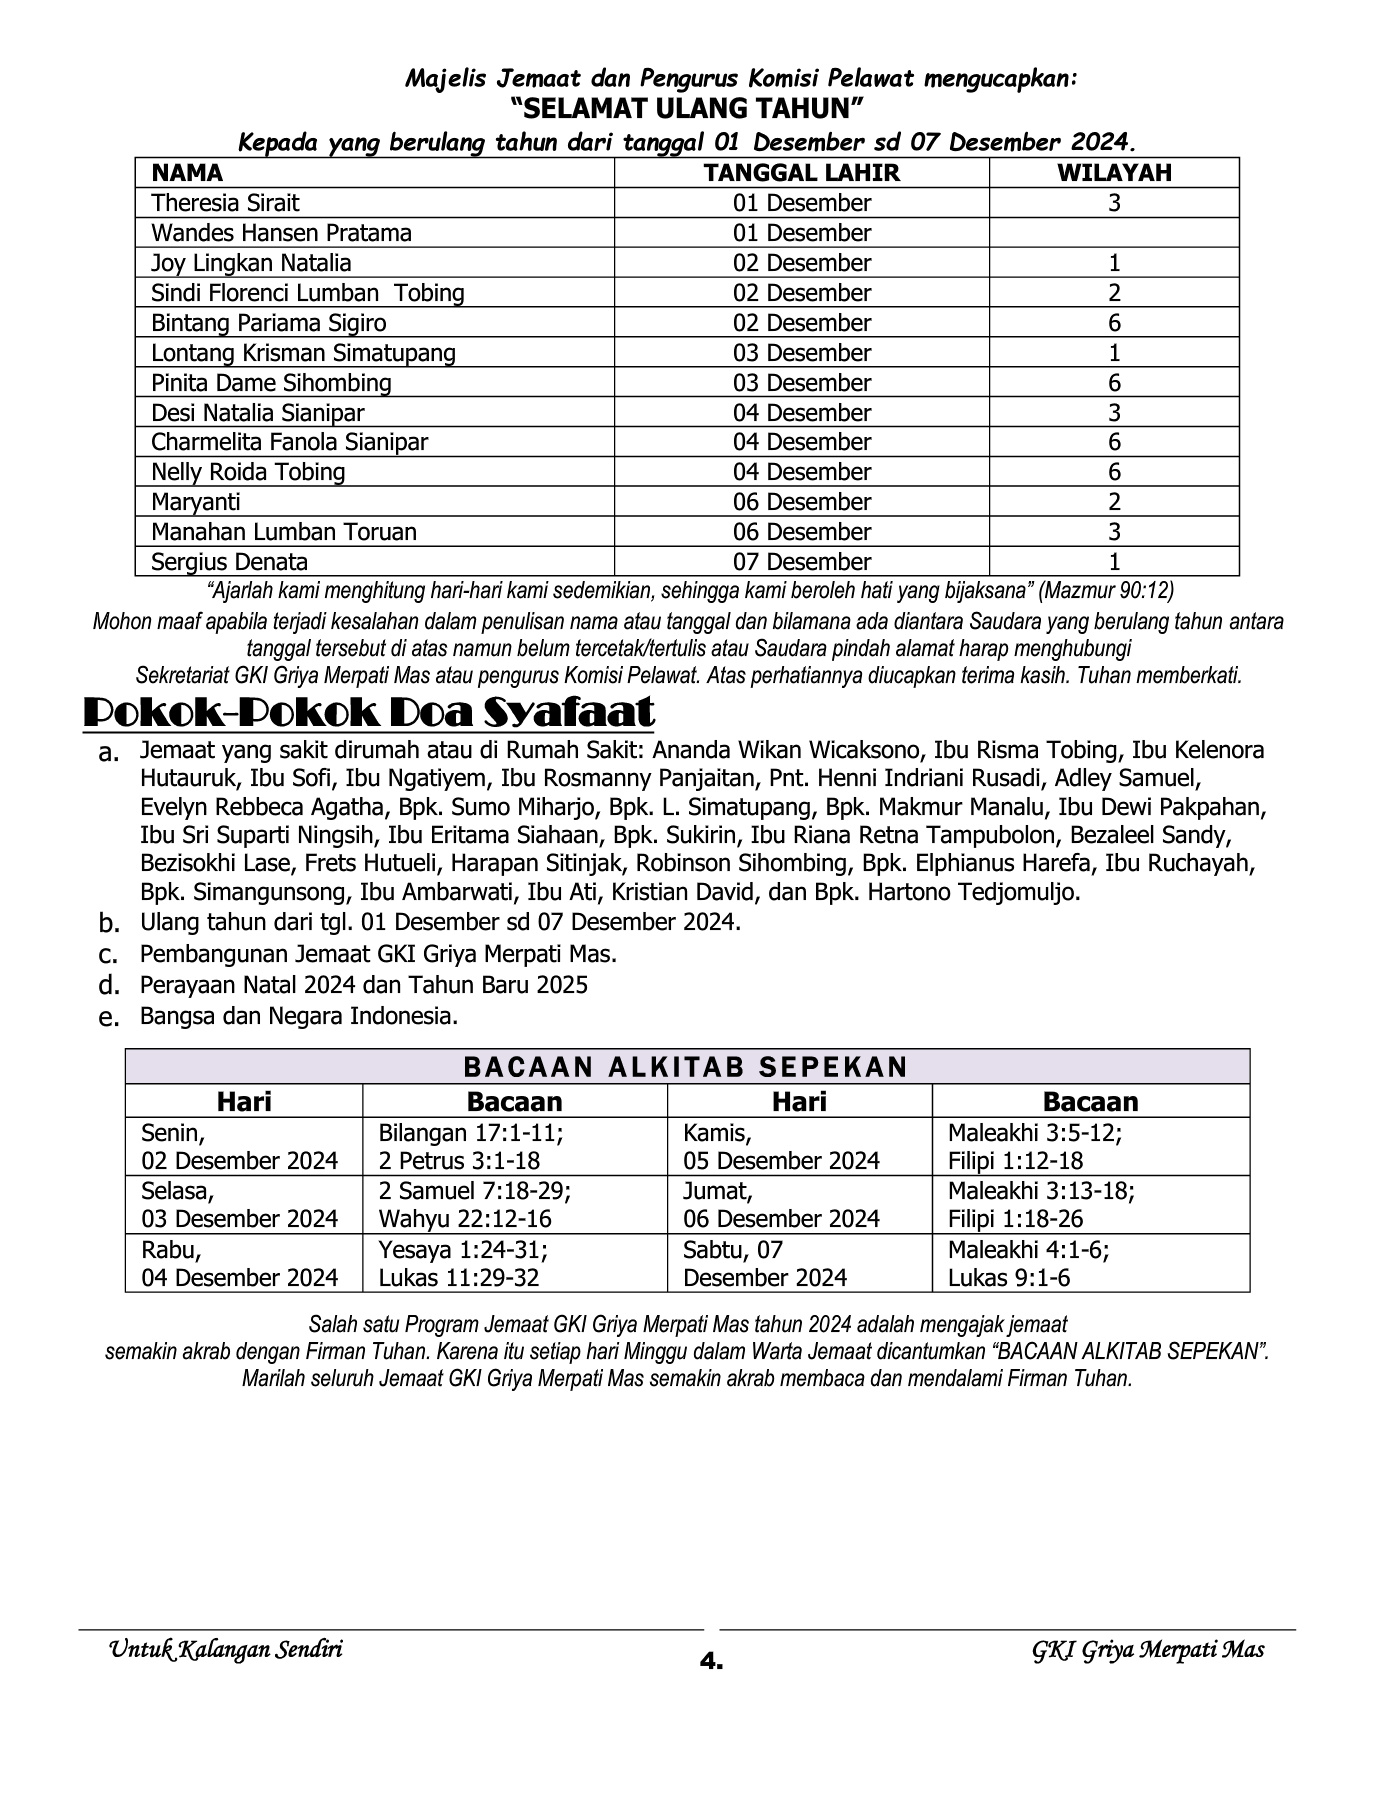 Majelis Jemaat dan Pengurus Komisi Pelawat mengucapkan:
“SELAMAT ULANG TAHUN”
Kepada yang berulang tahun dari tanggal 01 Desember sd 07 Desember 2024.
NAMA TANGGAL LAHIR WILAYAH
Theresia Sirait 01 Desember 3
Wandes Hansen Pratama 01 Desember
Joy Lingkan Natalia 02 Desember 1
Sindi Florenci Lumban Tobing 02 Desember 2
Bintang Pariama Sigiro 02 Desember 6
Lontang Krisman Simatupang 03 Desember 1
Pinita Dame Sihombing 03 Desember 6
Desi Natalia Sianipar 04 Desember 3
Charmelita Fanola Sianipar 04 Desember 6
Nelly Roida Tobing 04 Desember 6
Maryanti 06 Desember 2
Manahan Lumban Toruan 06 Desember 3
Sergius Denata 07 Desember 1
“Ajarlah kami menghitung hari-hari kami sedemikian, sehingga kami beroleh hati yang bijaksana” (Mazmur 90:12)
Mohon maaf apabila terjadi kesalahan dalam penulisan nama atau tanggal dan bilamana ada diantara Saudara yang berulang tahun antara
tanggal tersebut di atas namun belum tercetak/tertulis atau Saudara pindah alamat harap menghubungi
Sekretariat GKI Griya Merpati Mas atau pengurus Komisi Pelawat. Atas perhatiannya diucapkan terima kasih. Tuhan memberkati.
Pokok-Pokok Doa Syafaat
a. Jemaat yang sakit dirumah atau di Rumah Sakit: Ananda Wikan Wicaksono, Ibu Risma Tobing, Ibu Kelenora
Hutauruk, Ibu Sofi, Ibu Ngatiyem, Ibu Rosmanny Panjaitan, Pnt. Henni Indriani Rusadi, Adley Samuel,
Evelyn Rebbeca Agatha, Bpk. Sumo Miharjo, Bpk. L. Simatupang, Bpk. Makmur Manalu, Ibu Dewi Pakpahan,
Ibu Sri Suparti Ningsih, Ibu Eritama Siahaan, Bpk. Sukirin, Ibu Riana Retna Tampubolon, Bezaleel Sandy,
Bezisokhi Lase, Frets Hutueli, Harapan Sitinjak, Robinson Sihombing, Bpk. Elphianus Harefa, Ibu Ruchayah,
Bpk. Simangunsong, Ibu Ambarwati, Ibu Ati, Kristian David, dan Bpk. Hartono Tedjomuljo.
b. Ulang tahun dari tgl. 01 Desember sd 07 Desember 2024.
c. Pembangunan Jemaat GKI Griya Merpati Mas.
d. Perayaan Natal 2024 dan Tahun Baru 2025
e. Bangsa dan Negara Indonesia.
BACAAN ALKITAB SEPEKAN
Hari Bacaan Hari Bacaan
Senin, Bilangan 17:1-11; Kamis, Maleakhi 3:5-12;
02 Desember 2024 2 Petrus 3:1-18 05 Desember 2024 Filipi 1:12-18
Selasa, 2 Samuel 7:18-29; Jumat, Maleakhi 3:13-18;
03 Desember 2024 Wahyu 22:12-16 06 Desember 2024 Filipi 1:18-26
Rabu, Yesaya 1:24-31; Sabtu, 07 Maleakhi 4:1-6;
04 Desember 2024 Lukas 11:29-32 Desember 2024 Lukas 9:1-6
Salah satu Program Jemaat GKI Griya Merpati Mas tahun 2024 adalah mengajak jemaat
semakin akrab dengan Firman Tuhan. Karena itu setiap hari Minggu dalam Warta Jemaat dicantumkan “BACAAN ALKITAB SEPEKAN”.
Marilah seluruh Jemaat GKI Griya Merpati Mas semakin akrab membaca dan mendalami Firman Tuhan.
Untuk Kalangan Sendiri
4.
GKI Griya Merpati Mas